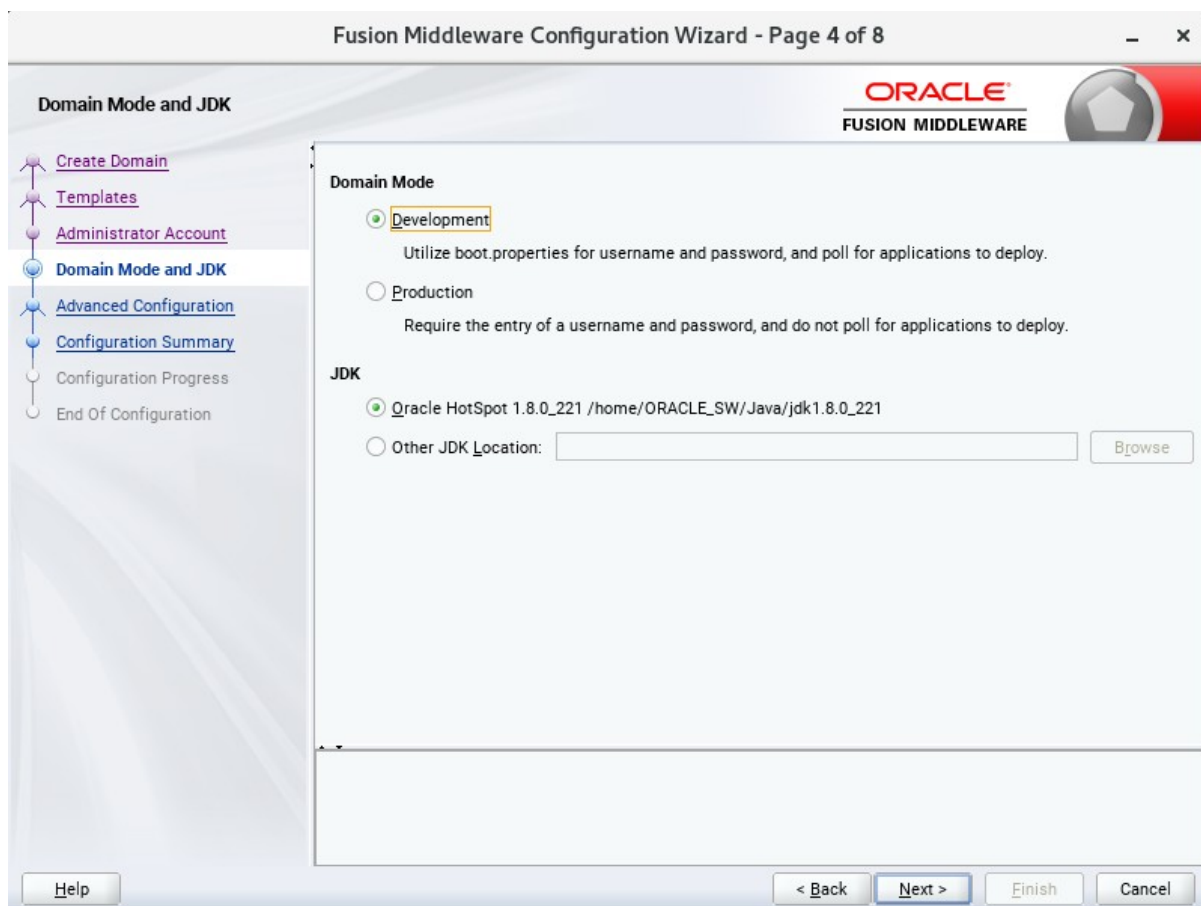 Fusion Middleware Configuration Wizard - Page 4 of 8
Domain Mode and JDK
ORACLE
FUSION MIDDLEWARE
Create Domain
Templates
Administrator Account
Domain Mode and JDK
Advanced Configuration
Configuration Summary
Configuration Progress
End Of Configuration
Domain Mode
Development
Utilize boot.properties for username and password, and poll for applications to deploy.
Production
Require the entry of a username and password, and do not poll for applications to deploy.
JDK
Oracle HotSpot 1.8.0_221 /home/ORACLE_SW/Java/jdk1.8.0_221
Other JDK Location:
Browse
Help
< Back
Next >
Finish
Cancel